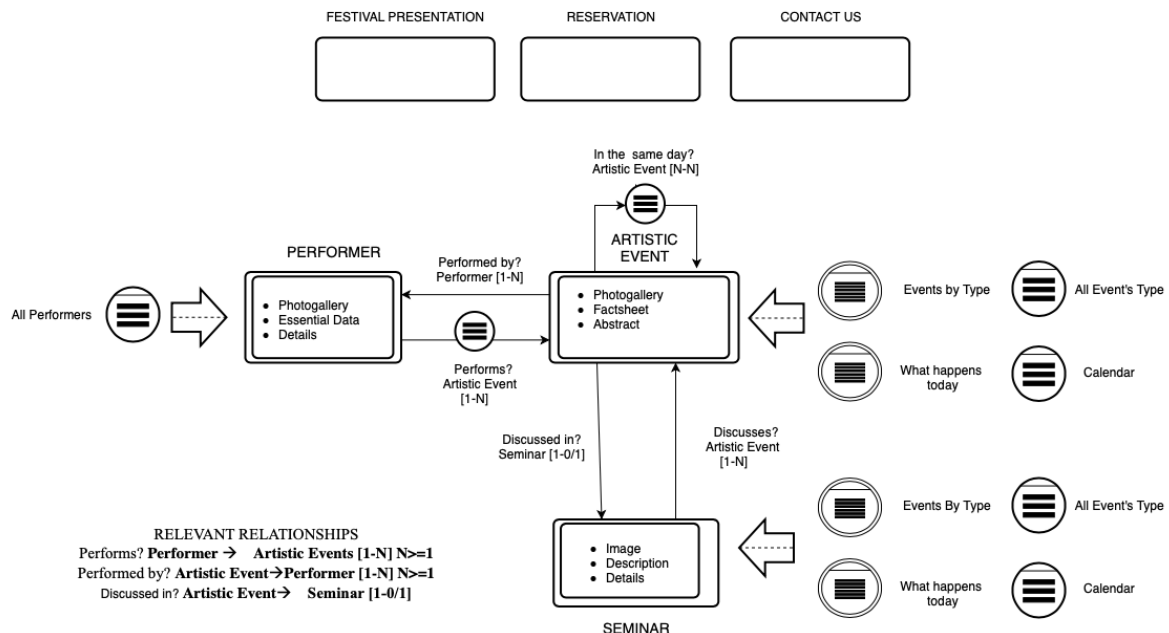 FESTIVAL PRESENTATION
RESERVATION
CONTACT US
In the same day?
Artistic Event [N-N]
PERFORMER
ARTISTIC
EVENT
Performed by?
Performer [1-N]
All Performers
• Photogallery
• Essential Data
• Details
• Photogallery
• Factsheet
• Abstract
Events by Type
All Event's Type
Performs?
Artistic Event
[1-N]
What happens
today
Calendar
Discussed in?
Seminar [1-0/1]
Discusses?
Artistic Event
[1-N]
Events By Type
All Event's Type
RELEVANT RELATIONSHIPS
Performs? Performer → Artistic Events [1-N] N>=1
Performed by? Artistic Event→Performer [1-N] N>=1
Discussed in? Artistic Event→ Seminar [1-0/1]
• Image
• Description
• Details
What happens
today
Calendar
SEMINAR